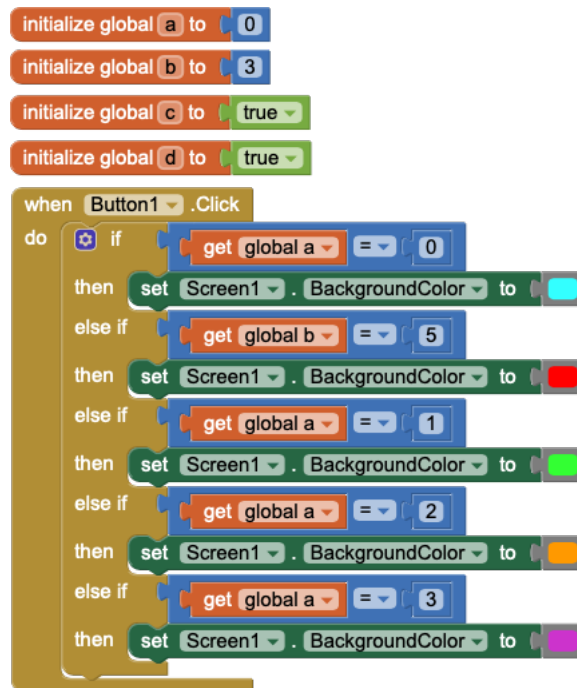 initialize global a to 0
initialize global b to 3
initialize global c to true
initialize global d to true
when Button1 .Click
do if get global a = 0
then set Screen1 . BackgroundColor to
else if get global b = 5
then set Screen1 . BackgroundColor to
else if get global a = 1
then set Screen1 . BackgroundColor to
else if get global a = 2
then set Screen1 . BackgroundColor to
else if get global a = 3
then set Screen1 . BackgroundColor to